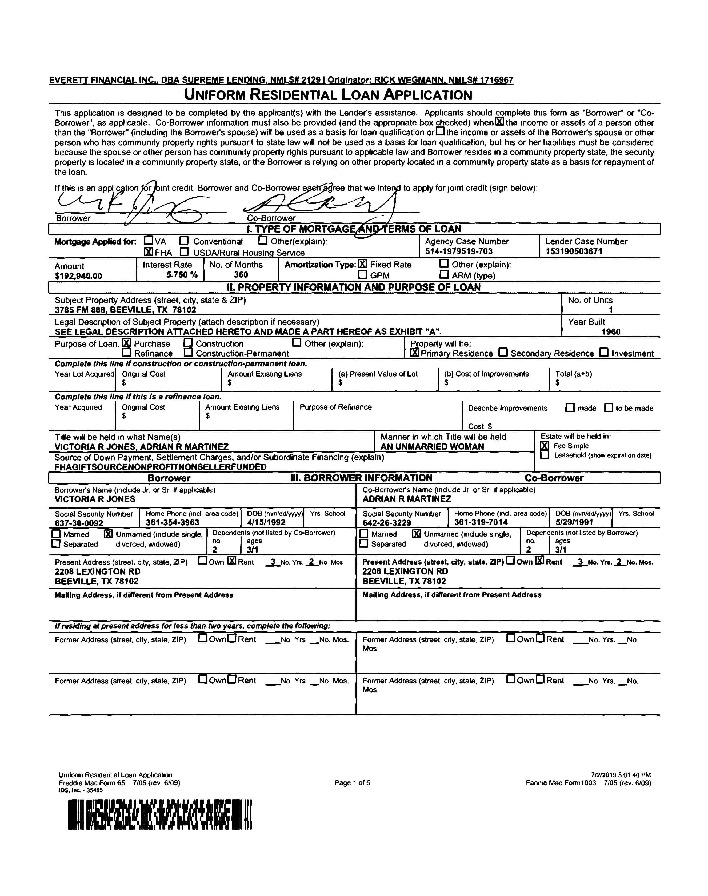 EVERETT FINANCIAL INC., DBA SUPREME LENDING, NMLS# 2129 | Originator: RICK WEGMANN, NMLS# 1716967
UNIFORM RESIDENTIAL LOAN APPLICATION
This application is designed to be completed by the applicant(s) with the Lender's assistance. Applicants should complete this form as "Borrower" or "Co-
Borrower", as applicable. Co-Borrower information must also be provided (and the appropriate box checked) when ☒ the income or assets of a person other
than the "Borrower" (including the Borrower's spouse) will be used as a basis for loan qualification or ☐ the income or assets of the Borrower's spouse or other
person who has community property rights pursuant to state law will not be used as a basis for loan qualification, but his or her liabilities must be considered
because the spouse or other person has community property rights pursuant to applicable law and Borrower resides in a community property state, the security
property is located in a community property state, or the Borrower is relying on other property located in a community property state as a basis for repayment of
the loan.
If this is an application for joint credit. Borrower and Co-Borrower each agree that we intend to apply for joint credit (sign below):
Borrower Co-Borrower
I. TYPE OF MORTGAGE AND TERMS OF LOAN
Mortgage Applied for: ☐ VA ☐ Conventional ☐ Other(explain): Agency Case Number Lender Case Number
☒ FHA ☐ USDA/Rural Housing Service 514-1979519-703 153190503671
Amount Interest Rate No. of Months Amortization Type: ☒ Fixed Rate ☐ Other (explain):
$192,940.00 5.750 % 360 ☐ GPM ☐ ARM (type)
II. PROPERTY INFORMATION AND PURPOSE OF LOAN
Subject Property Address (street, city, state & ZIP) No. of Units
3785 FM 888, BEEVILLE, TX 78102 1
Legal Description of Subject Property (attach description if necessary) Year Built
SEE LEGAL DESCRIPTION ATTACHED HERETO AND MADE A PART HEREOF AS EXHIBIT "A". 1960
Purpose of Loan ☒ Purchase ☐ Construction ☐ Other (explain): Property will be:
☐ Refinance ☐ Construction-Permanent ☒ Primary Residence ☐ Secondary Residence ☐ Investment
Complete this line if construction or construction-permanent loan.
Year Lot Acquired Original Cost Amount Existing Liens (a) Present Value of Lot (b) Cost of Improvements Total (a+b)
$ $ $ $ $
Complete this line if this is a refinance loan.
Year Acquired Original Cost Amount Existing Liens Purpose of Refinance Describe Improvements ☐ made ☐ to be made
$ $ Cost $
Title will be held in what Name(s) Manner in which Title will be held Estate will be held in:
VICTORIA R JONES, ADRIAN R MARTINEZ AN UNMARRIED WOMAN ☒ Fee Simple
Source of Down Payment, Settlement Charges, and/or Subordinate Financing (explain) ☐ Leasehold (show expiration date)
FHAGIFTSOURCENONPROFITNONSELLERFUNDED
Borrower III. BORROWER INFORMATION Co-Borrower
Borrower's Name (include Jr. or Sr. if applicable) Co-Borrower's Name (include Jr. or Sr. if applicable)
VICTORIA R JONES ADRIAN R MARTINEZ
Social Security Number Home Phone (incl. area code) DOB (mm/dd/yyyy) Yrs. School Social Security Number Home Phone (incl. area code) DOB (mm/dd/yyyy) Yrs. School
637-38-0092 361-354-3963 4/15/1992 642-26-3229 361-319-7014 5/29/1991
☐ Married ☒ Unmarried (include single, Dependents (not listed by Co-Borrower) ☐ Married ☒ Unmarried (include single, Dependents (not listed by Borrower)
☐ Separated divorced, widowed) no. ages ☐ Separated divorced, widowed) no. ages
2 3/1 2 3/1
Present Address (street, city, state, ZIP) ☐ Own ☒ Rent 3 No. Yrs 2 No. Mos Present Address (street, city, state, ZIP) ☐ Own ☒ Rent 3 No. Yrs. 2 No. Mos.
2208 LEXINGTON RD 2208 LEXINGTON RD
BEEVILLE, TX 78102 BEEVILLE, TX 78102
Mailing Address, if different from Present Address Mailing Address, if different from Present Address
If residing at present address for less than two years, complete the following:
Former Address (street, city, state, ZIP) ☐ Own ☐ Rent __No. Yrs __No. Mos. Former Address (street, city, state, ZIP) ☐ Own ☐ Rent __No. Yrs __No
Mos.
Former Address (street, city, state, ZIP) ☐ Own ☐ Rent __No. Yrs __No. Mos. Former Address (street, city, state, ZIP) ☐ Own ☐ Rent __No. Yrs __No.
Mos
Uniform Residential Loan Application
Freddie Mac Form 65 7/05 (rev. 6/09) Page 1 of 5 Fannie Mae Form 1003 7/05 (rev. 6/09)
IDS, Inc. -